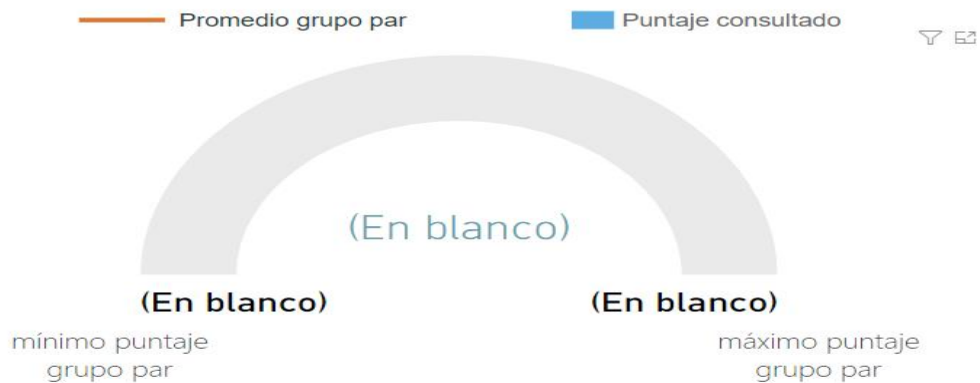 Promedio grupo par
Puntaje consultado
(En blanco)
(En blanco)
(En blanco)
mínimo puntaje
grupo par
máximo puntaje
grupo par